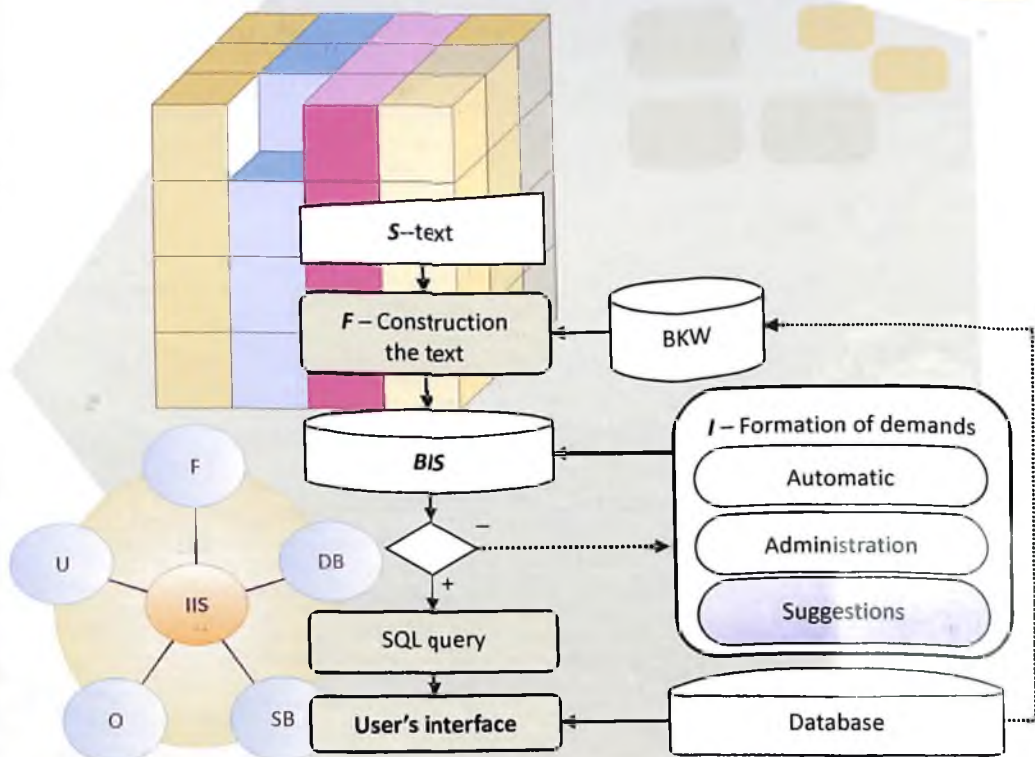 S--text
F – Construction
the text
BKW
I – Formation of demands
BIS
Automatic
–
Administration
+
Suggestions
SQL query
User's interface
Database
F
U
DB
IIS
O
SB